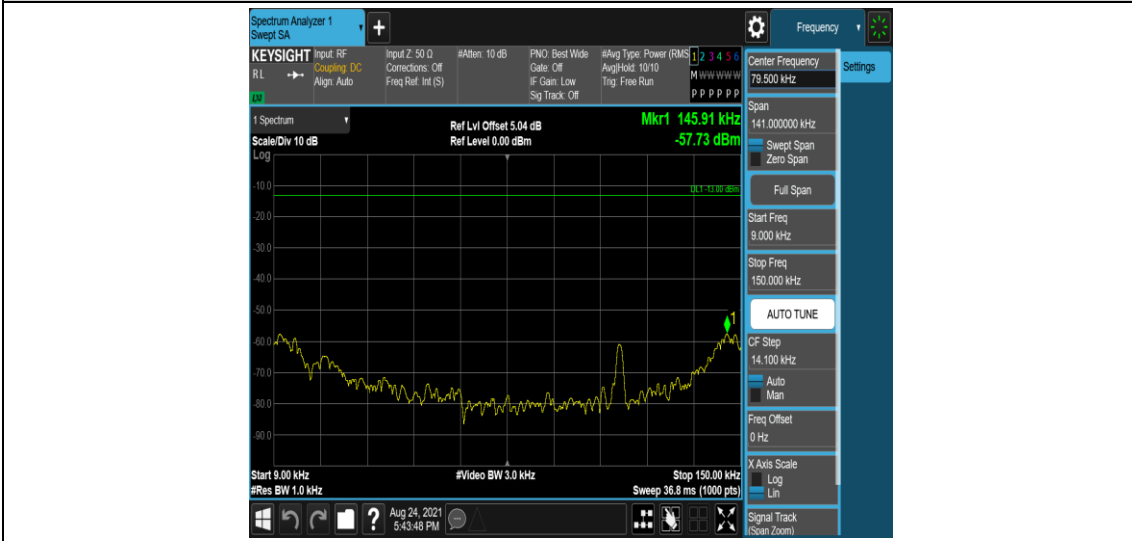 Spectrum Analyzer 1
Swept SA
+
Frequency
KEYSIGHT
RL
LNI
Input: RF
Coupling: DC
Align: Auto
Input Z: 50 Ω
Corrections: Off
Freq Ref: Int (S)
#Atten: 10 dB
PNO: Best Wide
Gate: Off
IF Gain: Low
Sig Track: Off
#Avg Type: Power (RMS
Avg|Hold: 10/10
Trig: Free Run
1 2 3 4 5 6
M W W W W W
P P P P P P
Center Frequency
79.500 kHz
Settings
Span
141.000000 kHz
Swept Span
Zero Span
Full Span
Start Freq
9.000 kHz
Stop Freq
150.000 kHz
AUTO TUNE
CF Step
14.100 kHz
Auto
Man
Freq Offset
0 Hz
X Axis Scale
Log
Lin
Signal Track
(Span Zoom)
1 Spectrum
Scale/Div 10 dB
Log
Ref Lvl Offset 5.04 dB
Ref Level 0.00 dBm
Mkr1 145.91 kHz
-57.73 dBm
DL1 -13.00 dBm
-10.0
-20.0
-30.0
-40.0
-50.0
-60.0
-70.0
-80.0
-90.0
1
Start 9.00 kHz
#Res BW 1.0 kHz
#Video BW 3.0 kHz
Stop 150.00 kHz
Sweep 36.8 ms (1000 pts)
?
Aug 24, 2021
5:43:48 PM